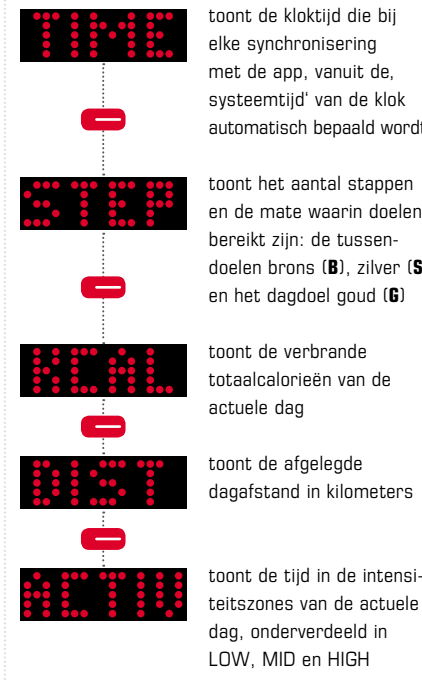 TIME
toont de kloktijd die bij
elke synchronisering
met de app, vanuit de‚
systeemtijd‘ van de klok
automatisch bepaald wordt
STEP
toont het aantal stappen
en de mate waarin doelen
bereikt zijn: de tussen-
doelen brons (B), zilver (S
en het dagdoel goud (G)
KCAL
toont de verbrande
totaalcalorieën van de
actuele dag
DIST
toont de afgelegde
dagafstand in kilometers
ACTIV
toont de tijd in de intensi-
teitszones van de actuele
dag, onderverdeeld in
LOW, MID en HIGH